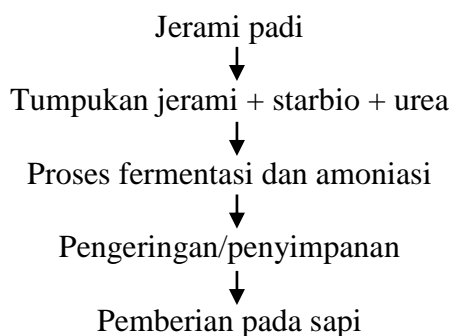 Jerami padi
Tumpukan jerami + starbio + urea
Proses fermentasi dan amoniasi
Pengeringan/penyimpanan
Pemberian pada sapi